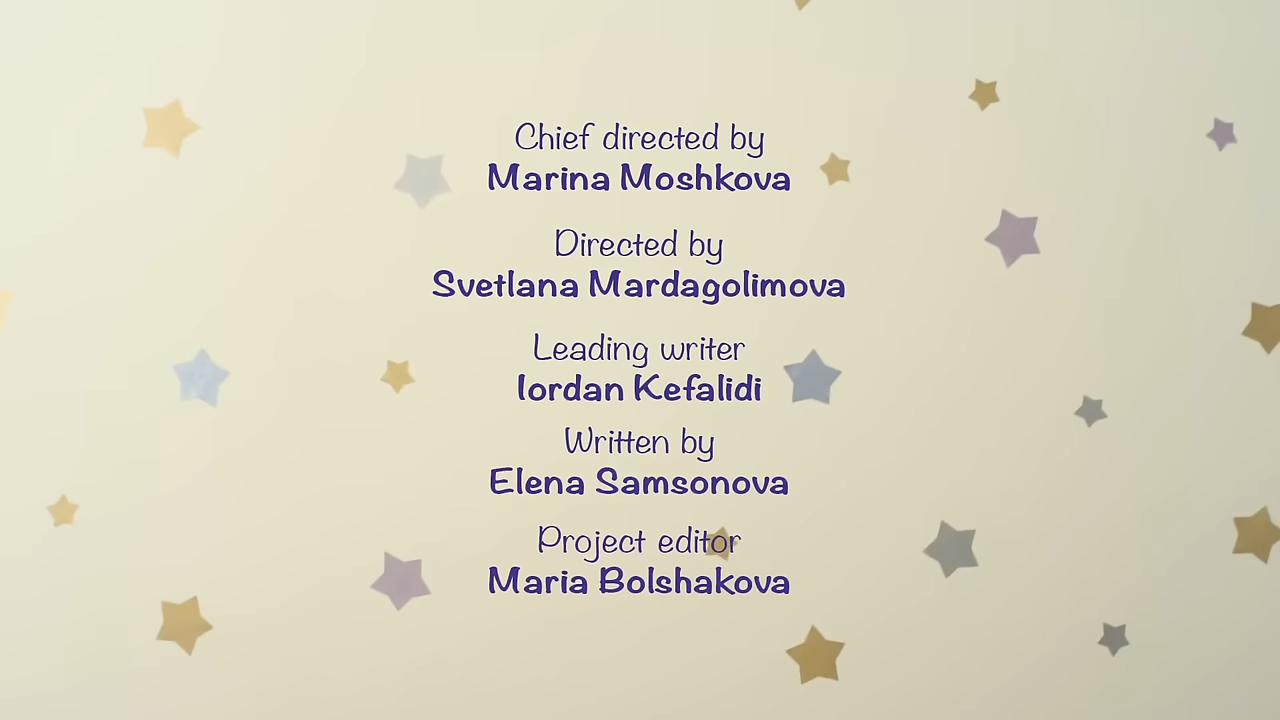 Chief directed by
Marina Moshkova
Directed by
Svetlana Mardagolimova
Leading writer
Iordan Kefalidi
Written by
Elena Samsonova
Project editor
Maria Bolshakova